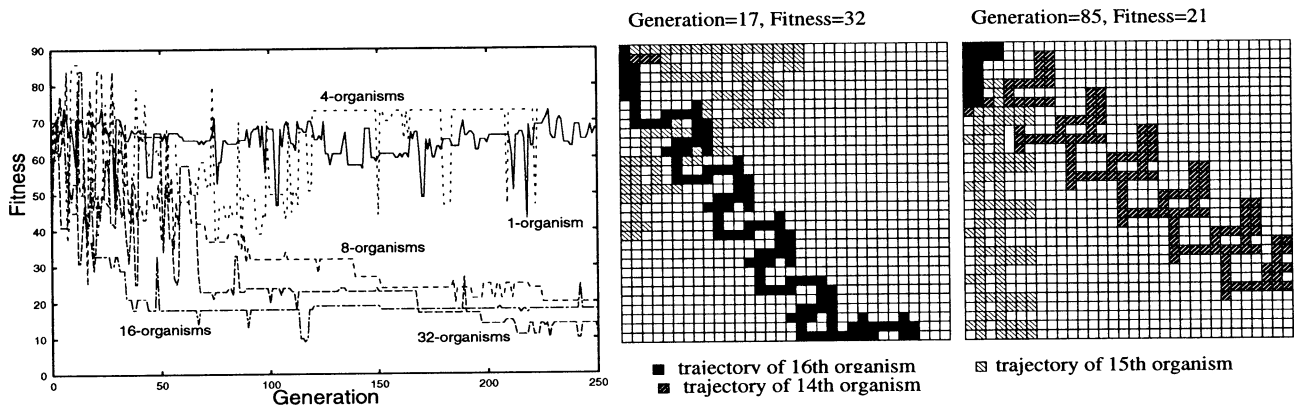 Generation=17, Fitness=32
Generation=85, Fitness=21
90
80
70
60
50
40
30
20
10
0
Fitness
4-organisms
1-organism
8-organisms
16-organisms
32-organisms
0
50
100
150
200
250
Generation
trajectory of 16th organism
trajectory of 14th organism
trajectory of 15th organism